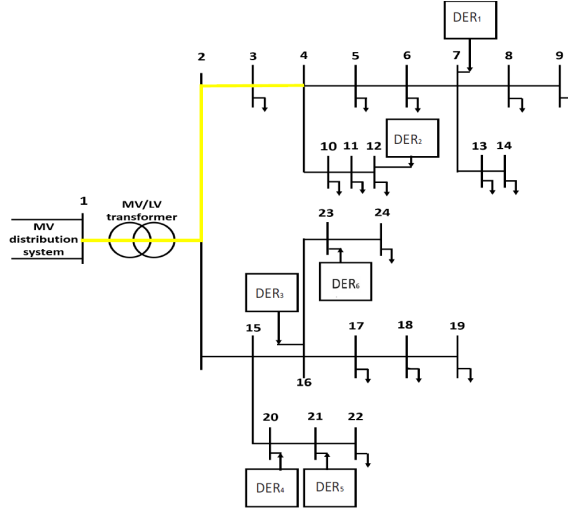 DER₁
2 3 4 5 6 7 8 9
DER₂
10 11 12 13 14
1
MV/LV
transformer
MV
distribution
system
23 24
DER₃
DER₆
15 17 18 19
16
20 21 22
DER₄ DER₅